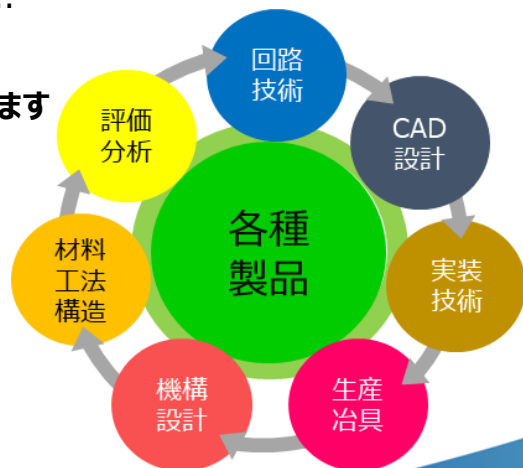 …
ます
回路
技術
CAD
設計
実装
技術
生産
冶具
機構
設計
材料
工法
構造
評価
分析
各種
製品